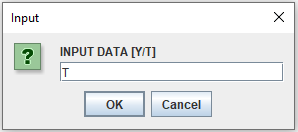 Input
INPUT DATA [Y/T]
T
OK Cancel